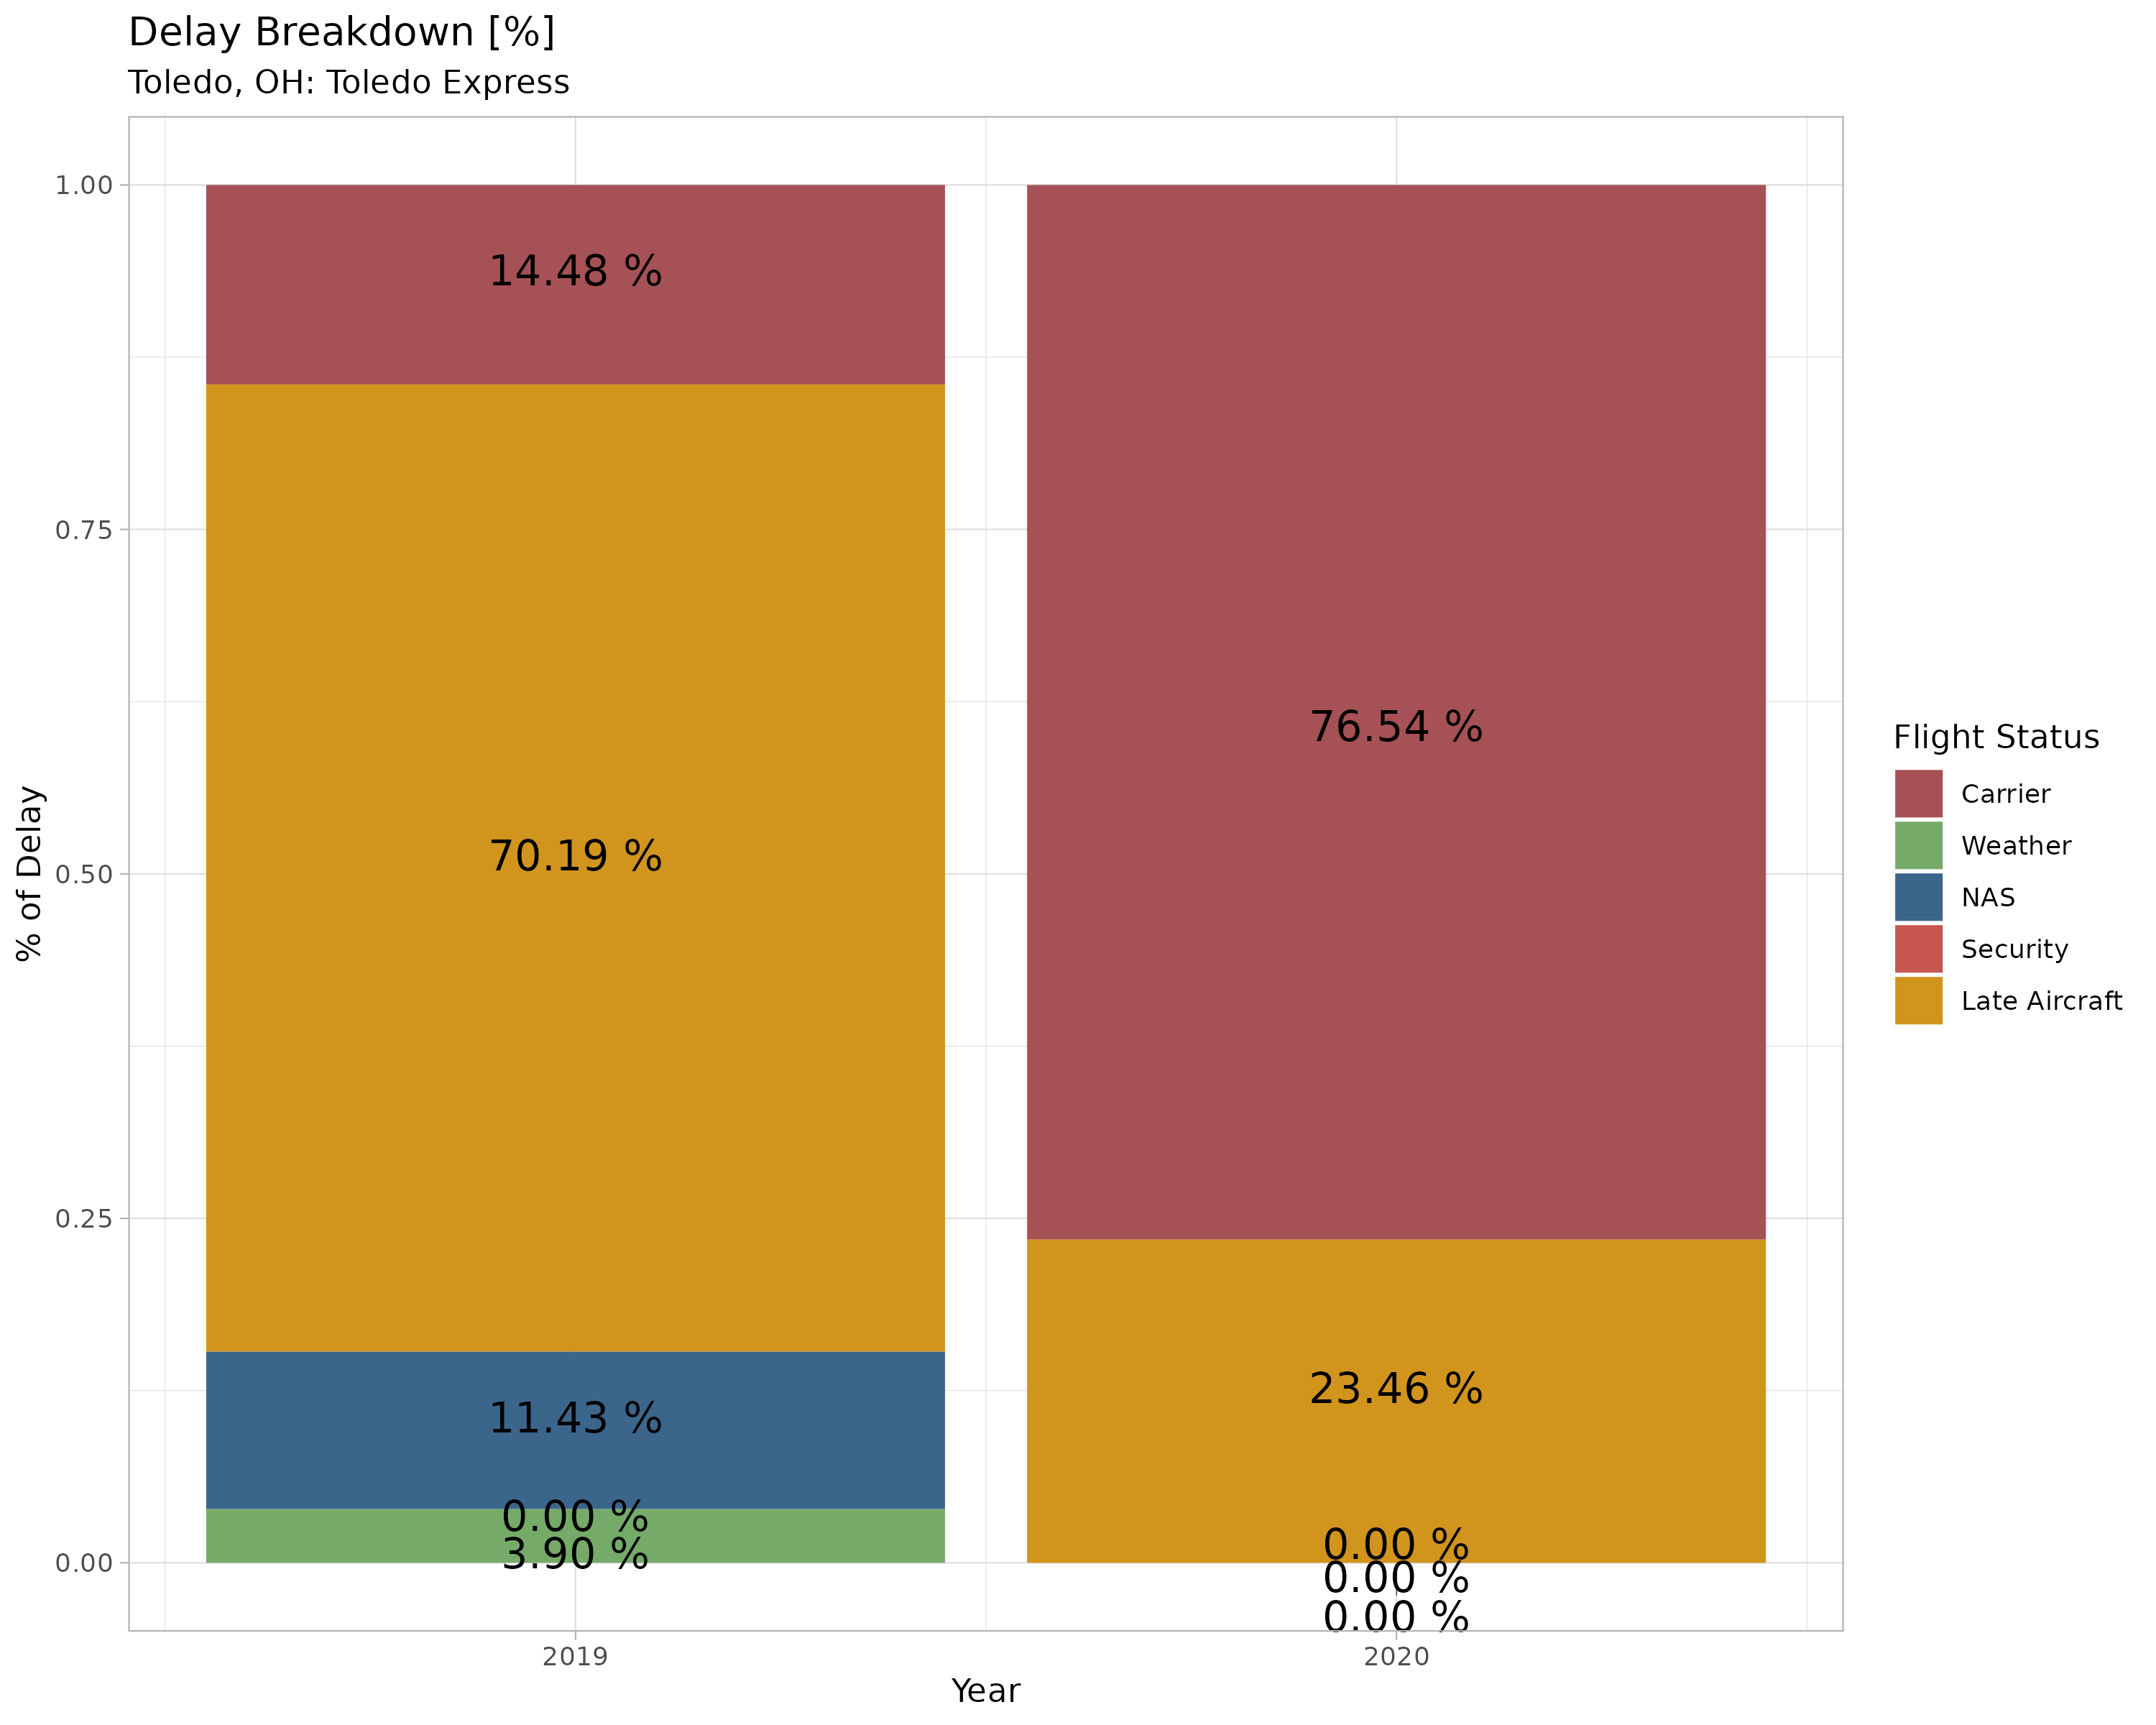 Delay Breakdown [%]
Toledo, OH: Toledo Express
% of Delay
1.00
0.75
0.50
0.25
0.00
14.48 %
70.19 %
11.43 %
0.00 %
3.90 %
76.54 %
23.46 %
0.00 %
0.00 %
0.00 %
2019
2020
Year
Flight Status
Carrier
Weather
NAS
Security
Late Aircraft